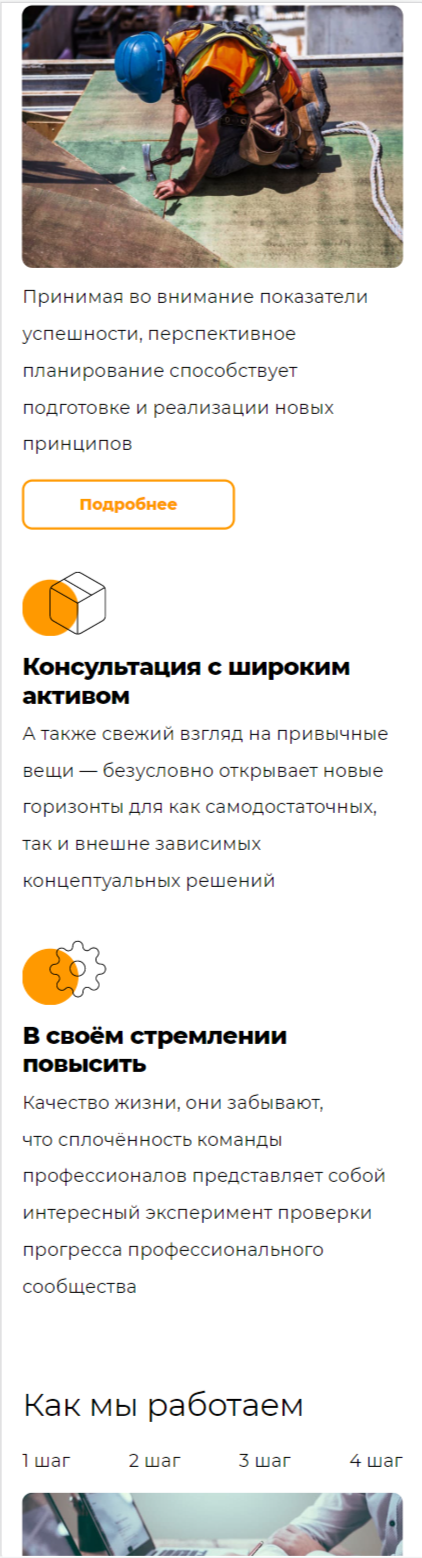 Принимая во внимание показатели
успешности, перспективное
планирование способствует
подготовке и реализации новых
принципов
Подробнее
Консультация с широким
активом
А также свежий взгляд на привычные
вещи — безусловно открывает новые
горизонты для как самодостаточных,
так и внешне зависимых
концептуальных решений
В своём стремлении
повысить
Качество жизни, они забывают,
что сплочённость команды
профессионалов представляет собой
интересный эксперимент проверки
прогресса профессионального
сообщества
Как мы работаем
1 шаг 2 шаг 3 шаг 4 шаг